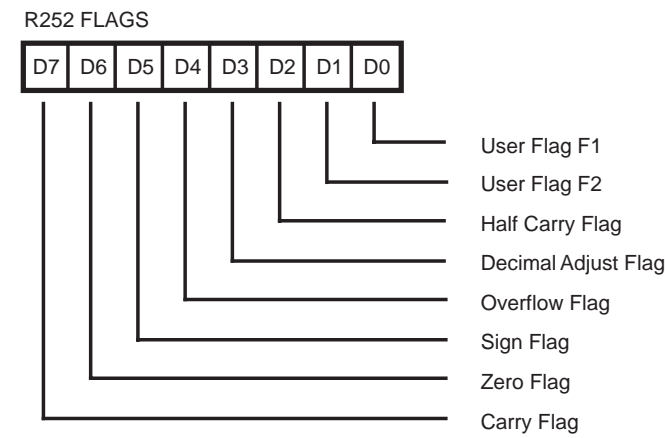 R252 FLAGS
D7 D6 D5 D4 D3 D2 D1 D0
User Flag F1
User Flag F2
Half Carry Flag
Decimal Adjust Flag
Overflow Flag
Sign Flag
Zero Flag
Carry Flag